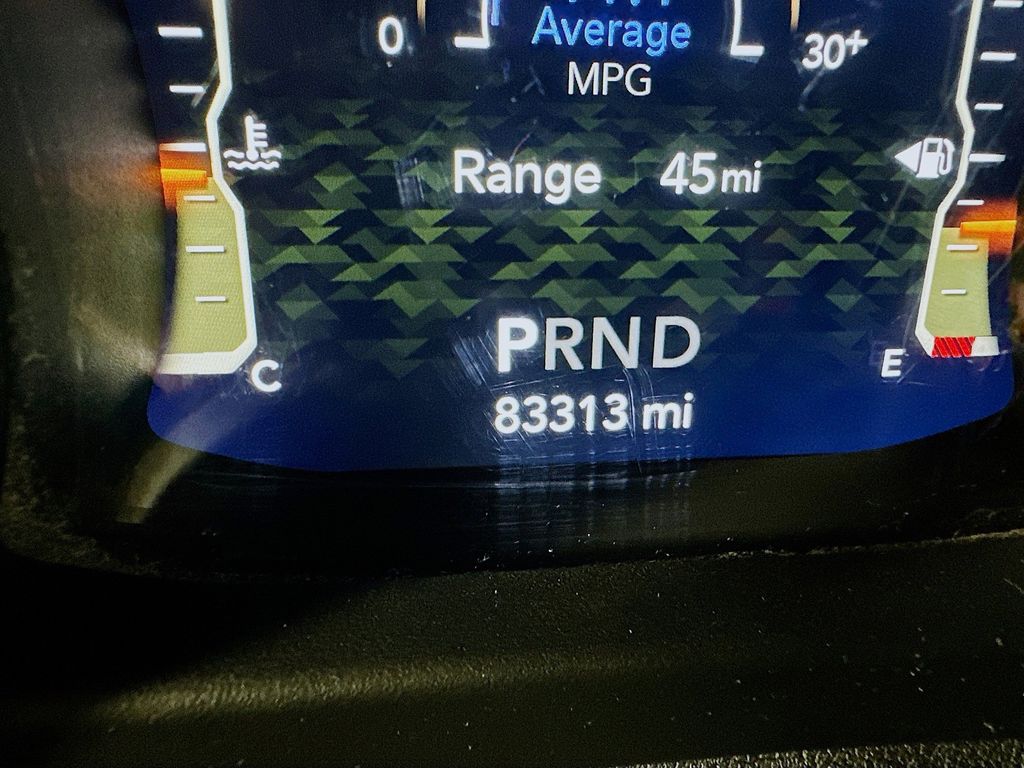 Average
0
30+
MPG
Range 45 mi
PRND
C
E
83313 mi